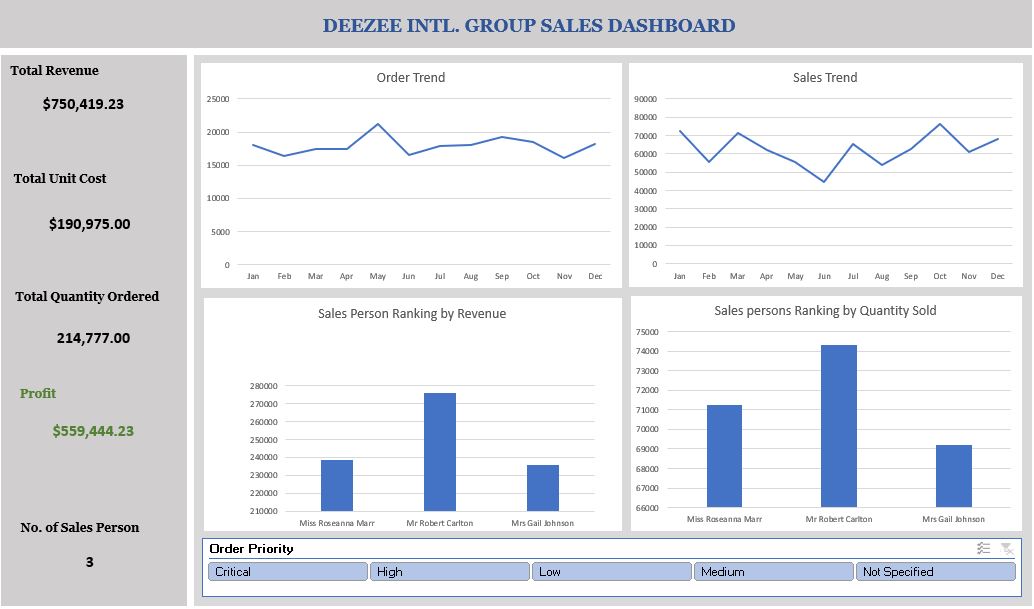 DEEZEE INTL. GROUP SALES DASHBOARD
Total Revenue
$750,419.23
Total Unit Cost
$190,975.00
Total Quantity Ordered
214,777.00
Profit
$559,444.23
No. of Sales Person
3
Order Trend
25000
20000
15000
10000
5000
0
Jan Feb Mar Apr May Jun Jul Aug Sep Oct Nov Dec
Sales Trend
90000
80000
70000
60000
50000
40000
30000
20000
10000
0
Jan Feb Mar Apr May Jun Jul Aug Sep Oct Nov Dec
Sales Person Ranking by Revenue
280000
270000
260000
250000
240000
230000
220000
210000
Miss Roseanna Marr Mr Robert Carlton Mrs Gail Johnson
Sales persons Ranking by Quantity Sold
75000
74000
73000
72000
71000
70000
69000
68000
67000
66000
Miss Roseanna Marr Mr Robert Carlton Mrs Gail Johnson
Order Priority
Critical High Low Medium Not Specified